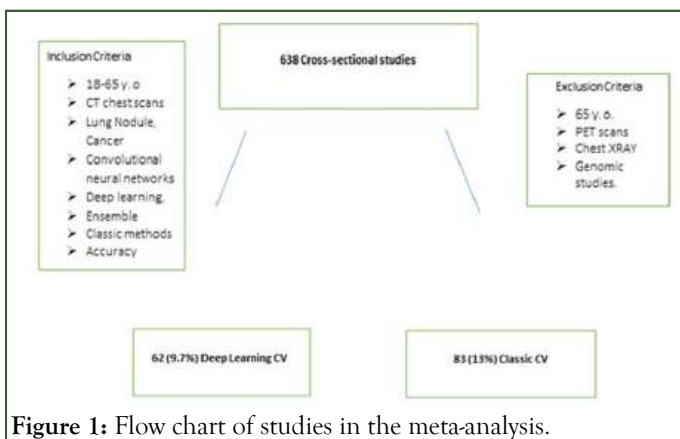 638 Cross-sectional studies
Inclusion Criteria
➢ 18-65 y. o
➢ CT chest scans
➢ Lung Nodule,
Cancer
➢ Convolutional
neural networks
➢ Deep learning,
➢ Ensemble
➢ Classic methods
➢ Accuracy
Exclusion Criteria
➢ 65 y. o.
➢ PET scans
➢ Chest XRAY
➢ Genomic
studies.
62 (9.7%) Deep Learning CV
83 (13%) Classic CV
Figure 1: Flow chart of studies in the meta-analysis.